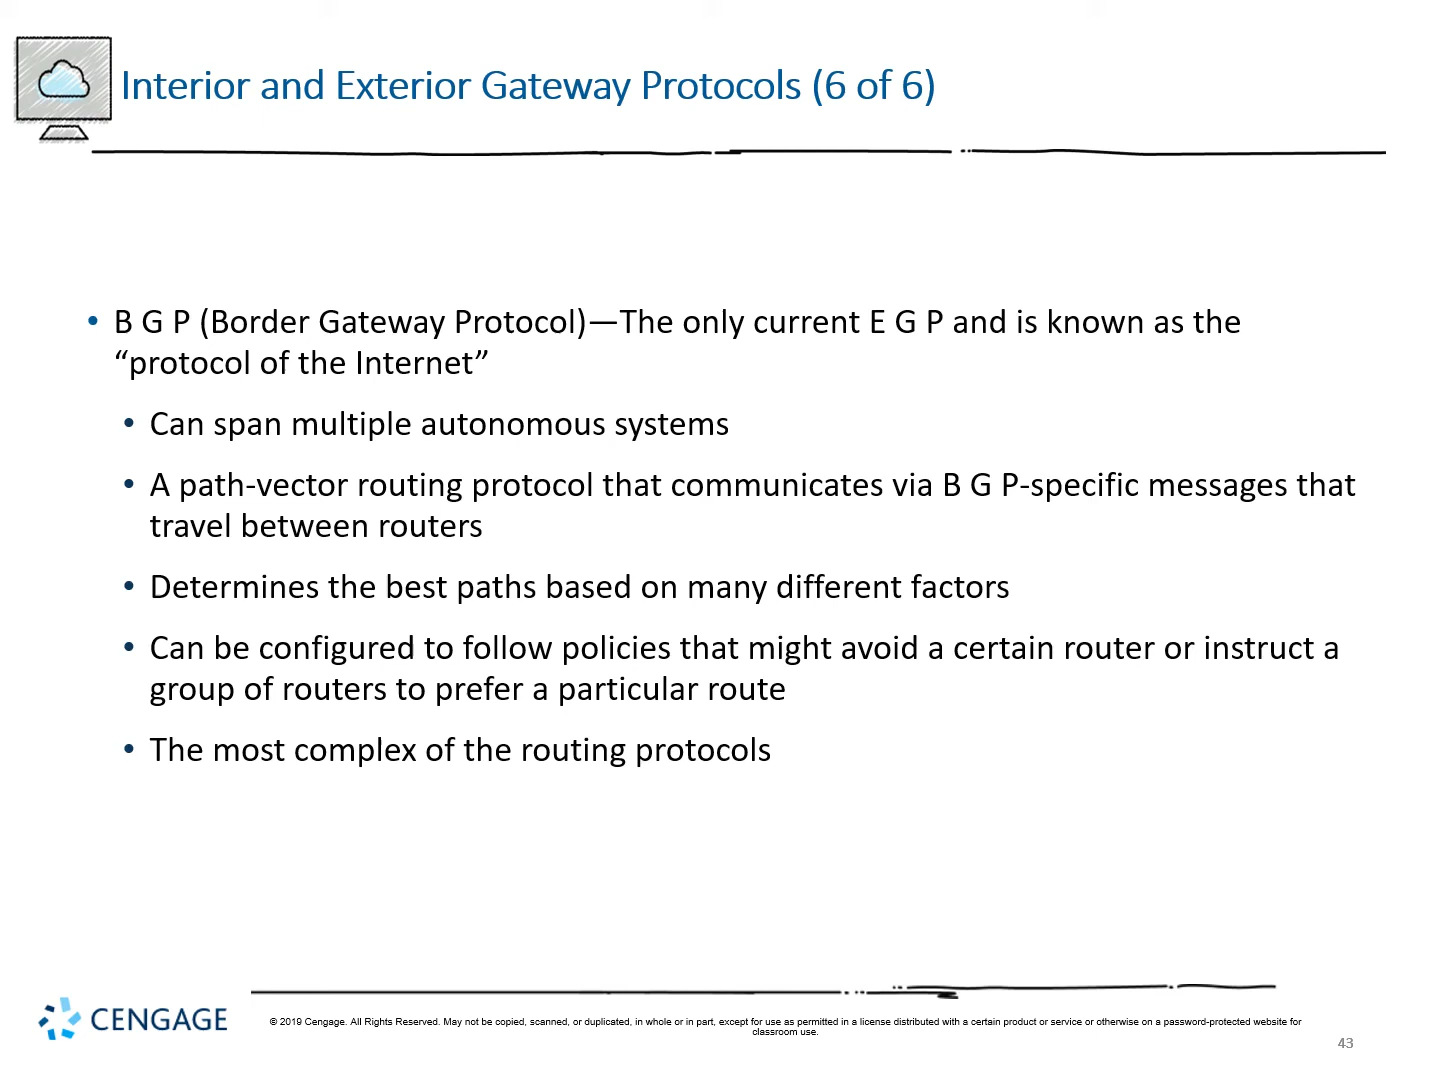 Interior and Exterior Gateway Protocols (6 of 6)
• B G P (Border Gateway Protocol)—The only current E G P and is known as the
“protocol of the Internet”
• Can span multiple autonomous systems
• A path-vector routing protocol that communicates via B G P-specific messages that
travel between routers
• Determines the best paths based on many different factors
• Can be configured to follow policies that might avoid a certain router or instruct a
group of routers to prefer a particular route
• The most complex of the routing protocols
CENGAGE
© 2019 Cengage. All Rights Reserved. May not be copied, scanned, or duplicated, in whole or in part, except for use as permitted in a license distributed with a certain product or service or otherwise on a password-protected website for
classroom use.
43